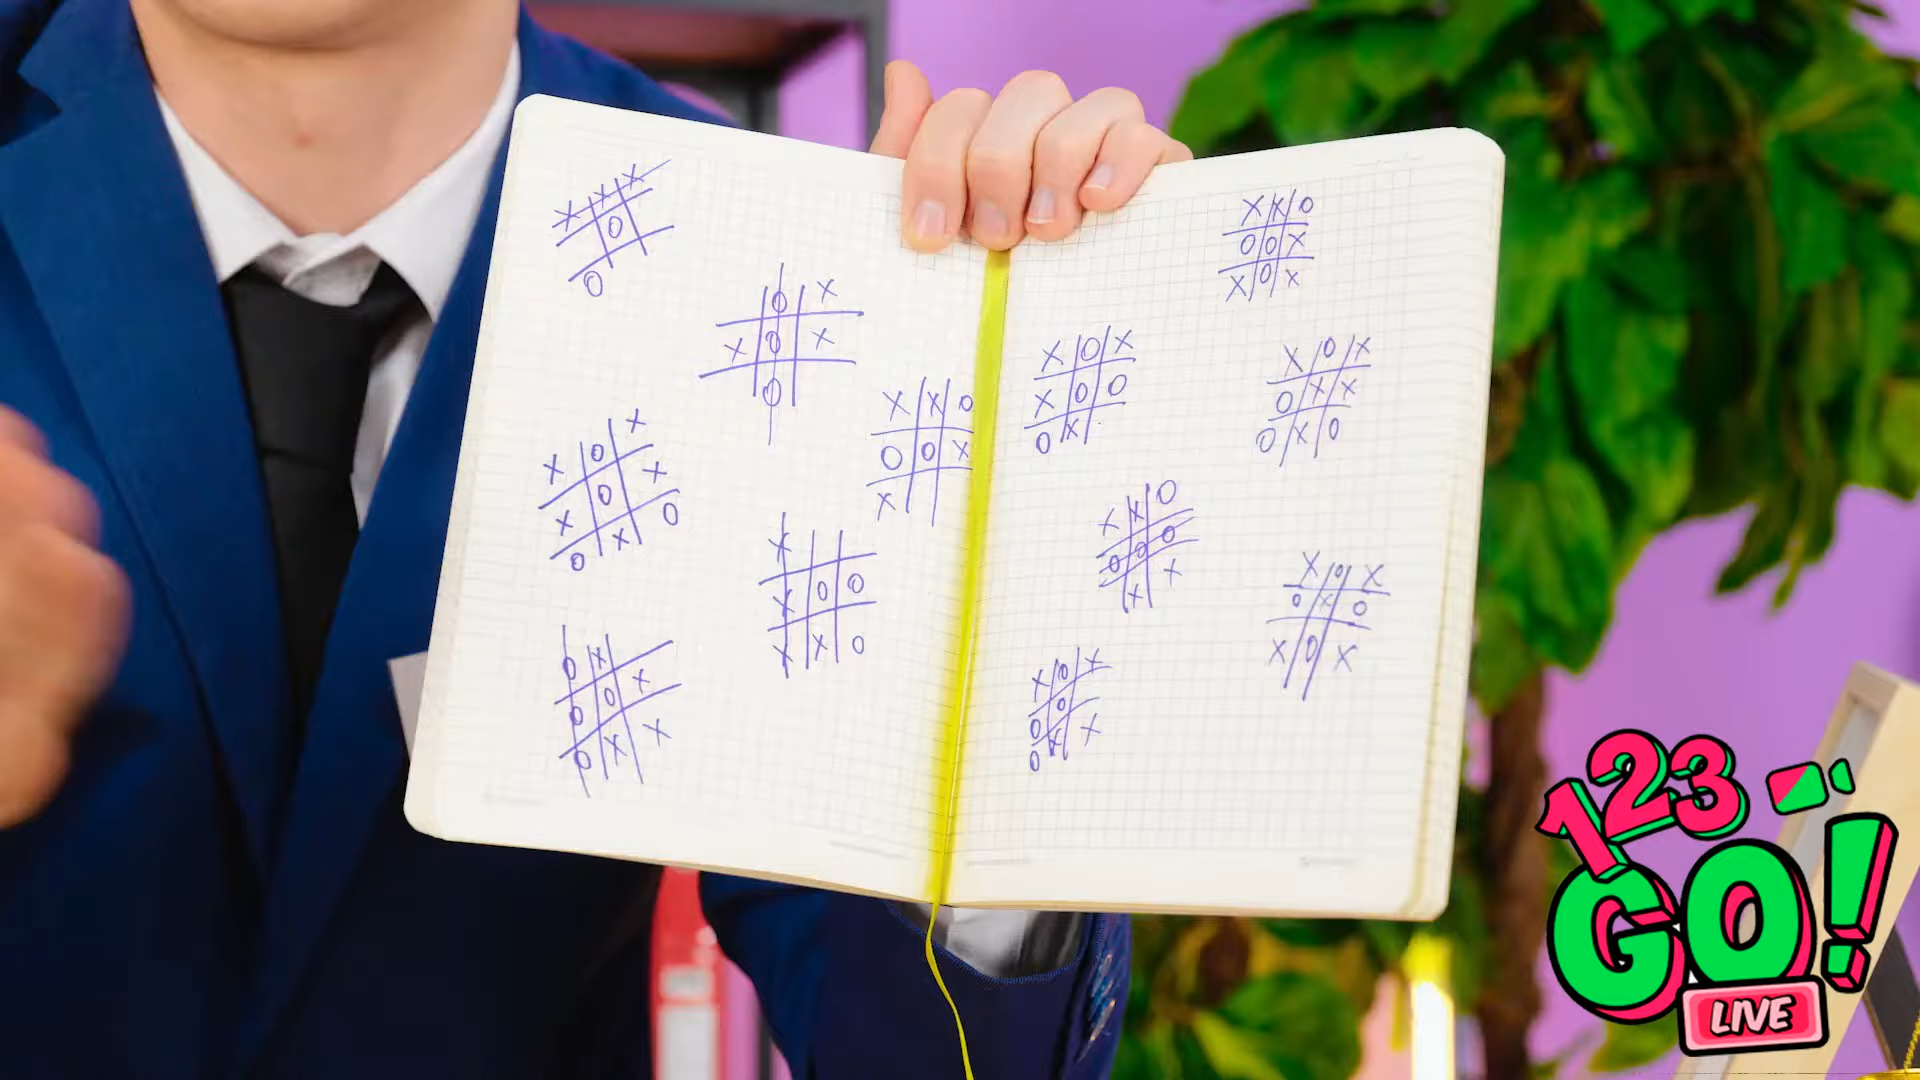 X X X
O
O
O X
X O X
O
X X O
O O X
X
X O X
O X
X O
O X
X
X O O
X X O
O X
O O X
O X X
X X O
O O X
X O X
X O X
X O O
O X
X O X
O X X
O X O
X X O
O O O
X X
X O X
O X O
X O X
X O X
O O
O X X
123
GO!
LIVE